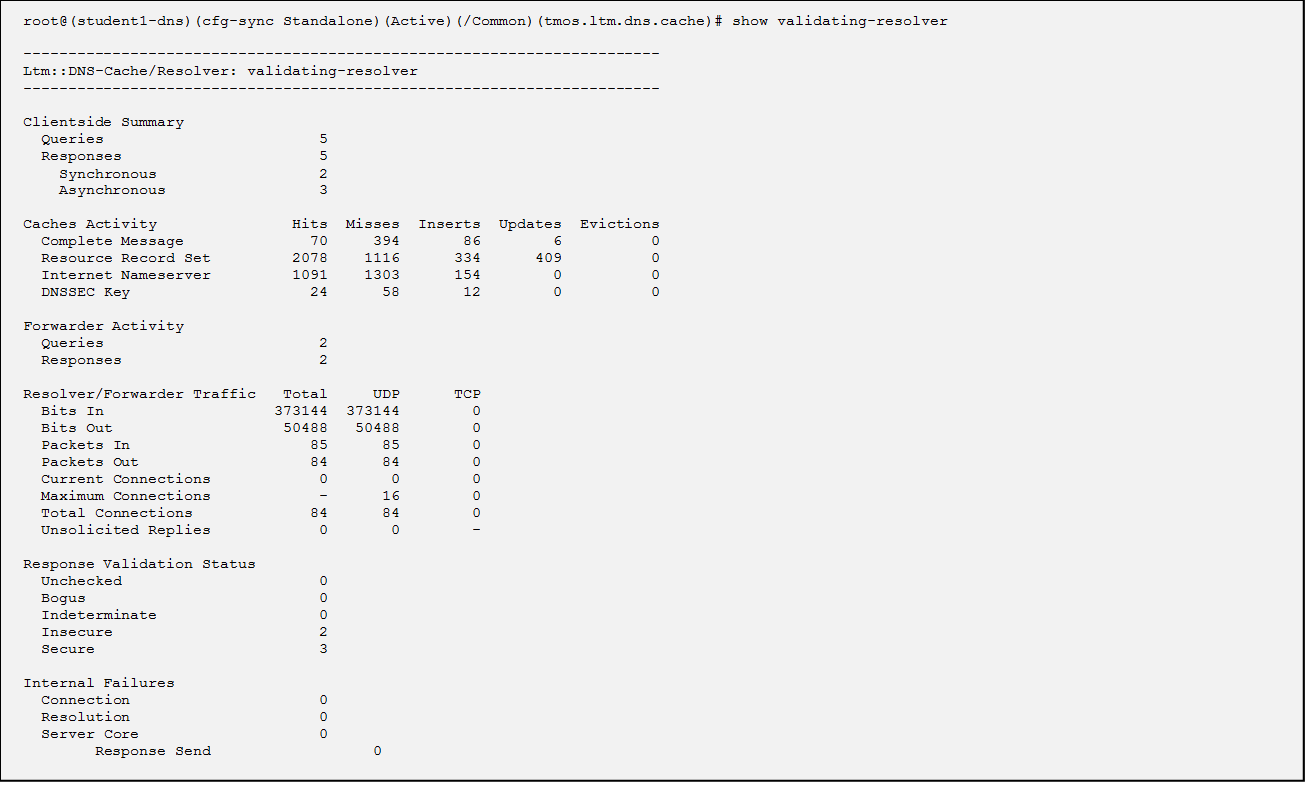 root@(student1-dns)(cfg-sync Standalone)(Active)(/Common)(tmos.ltm.dns.cache)# show validating-resolver
-----------------------------------------------------------------------
Ltm::DNS-Cache/Resolver: validating-resolver
-----------------------------------------------------------------------
Clientside Summary
  Queries                        5
  Responses                      5
    Synchronous                  2
    Asynchronous                 3
Caches Activity               Hits  Misses  Inserts  Updates  Evictions
  Complete Message              70     394       86        6          0
  Resource Record Set         2078    1116      334      409          0
  Internet Nameserver         1091    1303      154        0          0
  DNSSEC Key                    24      58       12        0          0
Forwarder Activity
  Queries                        2
  Responses                      2
Resolver/Forwarder Traffic   Total     UDP      TCP
  Bits In                   373144  373144        0
  Bits Out                   50488   50488        0
  Packets In                    85      85        0
  Packets Out                   84      84        0
  Current Connections            0       0        0
  Maximum Connections            -      16        0
  Total Connections             84      84        0
  Unsolicited Replies            0       0        -
Response Validation Status
  Unchecked                      0
  Bogus                          0
  Indeterminate                  0
  Insecure                       2
  Secure                         3
Internal Failures
  Connection                     0
  Resolution                     0
  Server Core                    0
        Response Send                  0